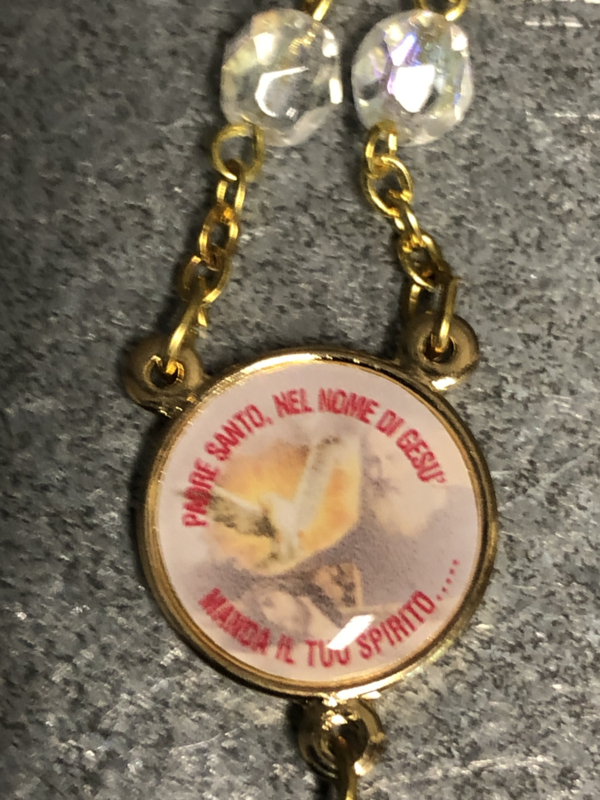 PADRE SANTO, NEL NOME DI GESU'
MANDA IL TUO SPIRITO.....